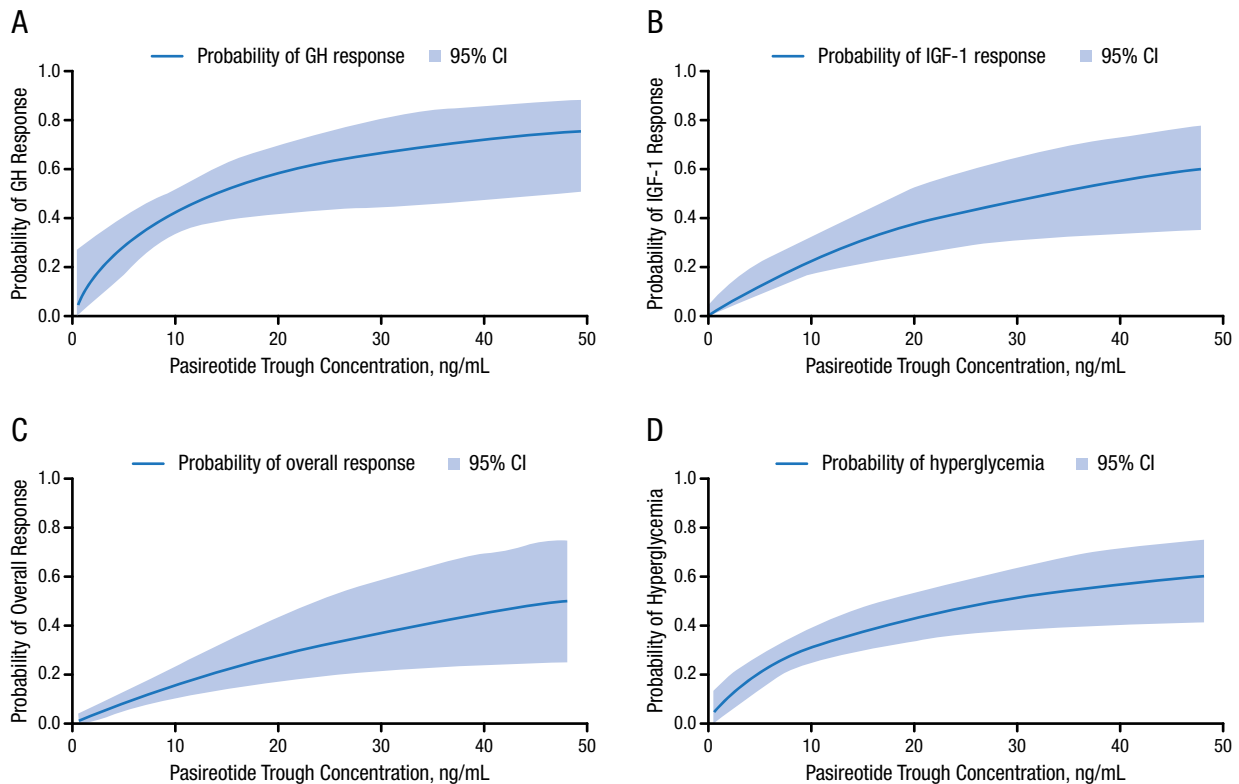 A
Probability of GH response 95% CI
Probability of GH Response
1.0
0.8
0.6
0.4
0.2
0.0
0 10 20 30 40 50
Pasireotide Trough Concentration, ng/mL
B
Probability of IGF-1 response 95% CI
Probability of IGF-1 Response
1.0
0.8
0.6
0.4
0.2
0.0
0 10 20 30 40 50
Pasireotide Trough Concentration, ng/mL
C
Probability of overall response 95% CI
Probability of Overall Response
1.0
0.8
0.6
0.4
0.2
0.0
0 10 20 30 40 50
Pasireotide Trough Concentration, ng/mL
D
Probability of hyperglycemia 95% CI
Probability of Hyperglycemia
1.0
0.8
0.6
0.4
0.2
0.0
0 10 20 30 40 50
Pasireotide Trough Concentration, ng/mL